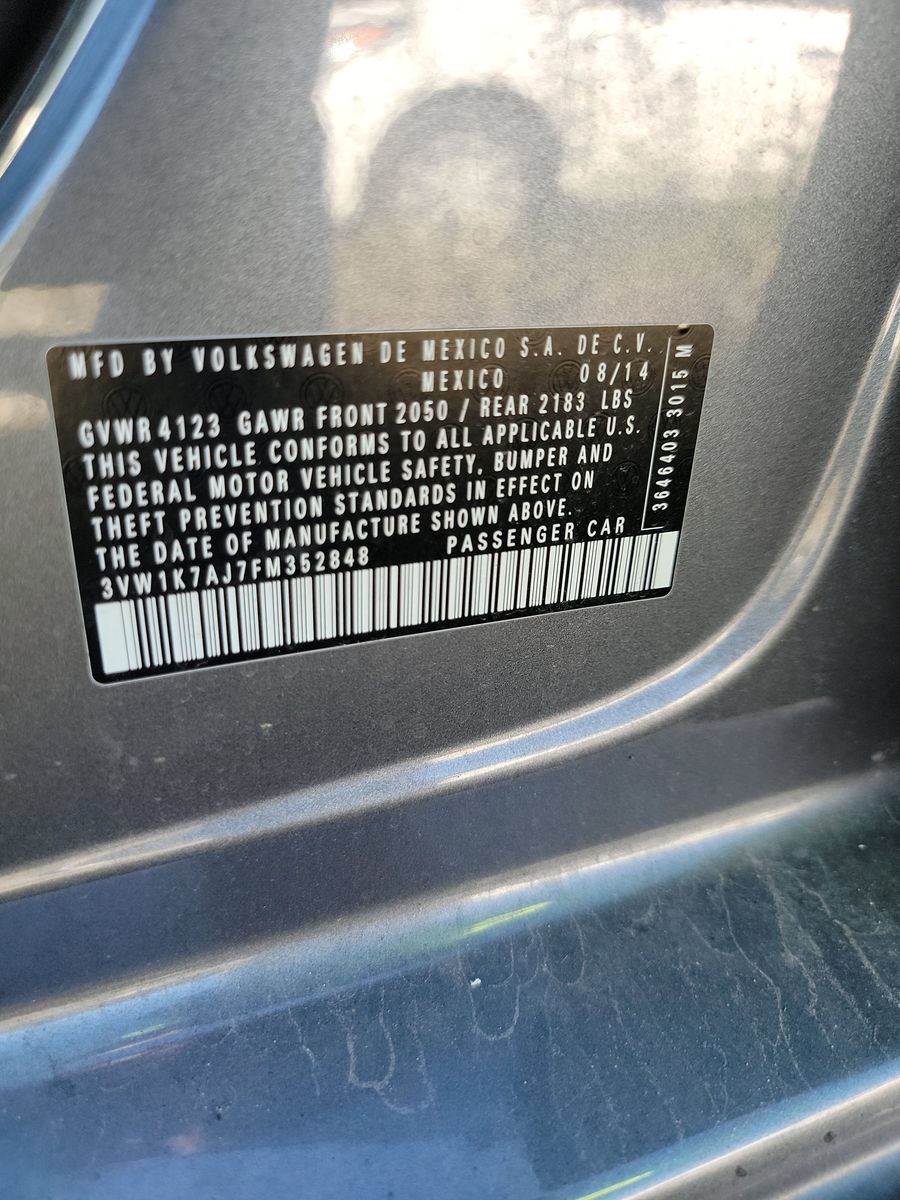 MFD BY VOLKSWAGEN DE MEXICO S.A. DE C.V.
MEXICO 08/14
GVWR 4123 GAWR FRONT 2050 / REAR 2183 LBS
THIS VEHICLE CONFORMS TO ALL APPLICABLE U.S.
FEDERAL MOTOR VEHICLE SAFETY, BUMPER AND
THEFT PREVENTION STANDARDS IN EFFECT ON
THE DATE OF MANUFACTURE SHOWN ABOVE.
3VW1K7AJ7FM352848 PASSENGER CAR
3646403 3015 M